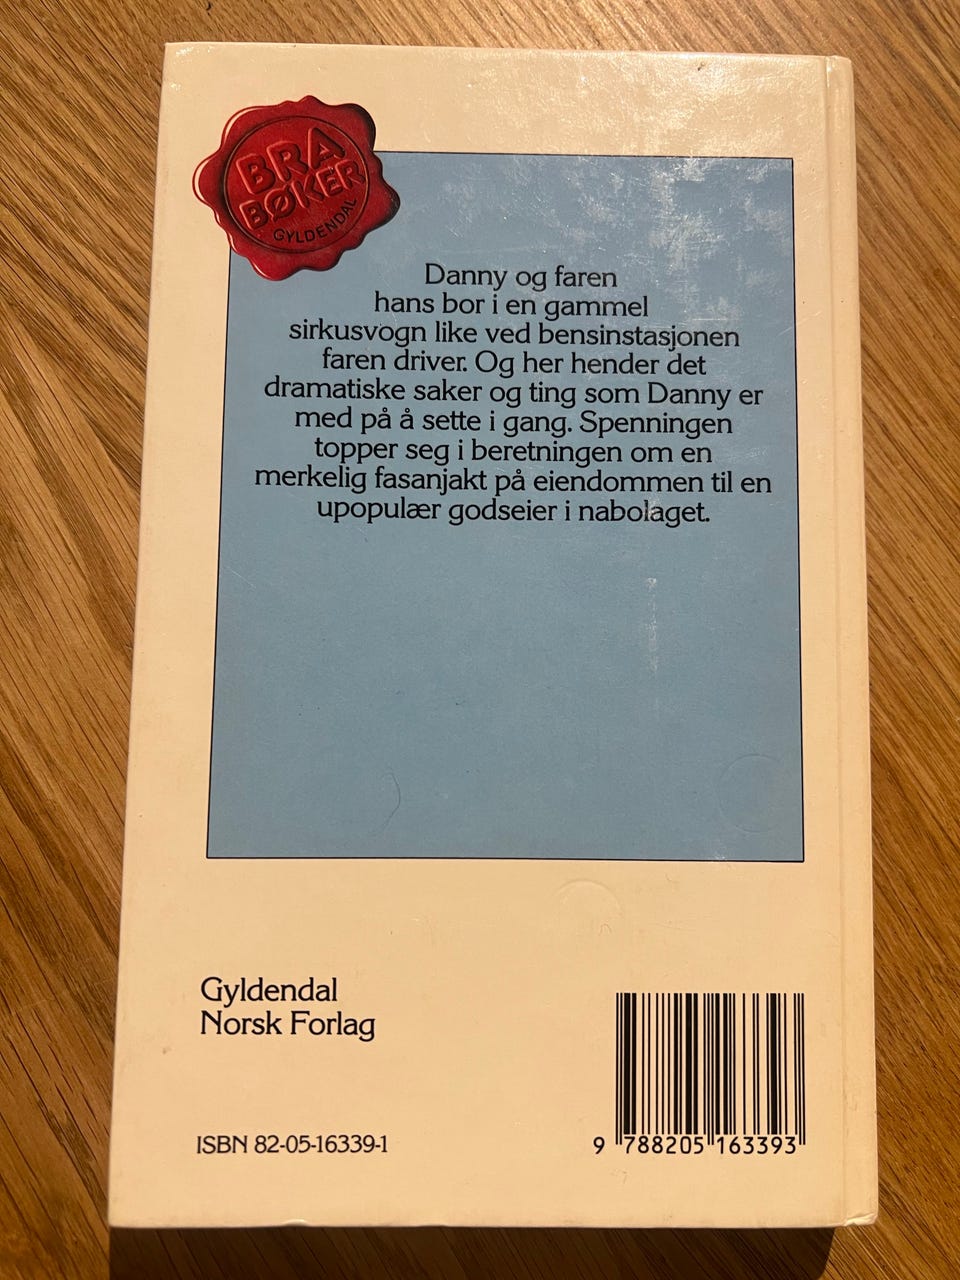 BRA
BØKER
GYLDENDAL
Danny og faren
hans bor i en gammel
sirkusvogn like ved bensinstasjonen
faren driver. Og her hender det
dramatiske saker og ting som Danny er
med på å sette i gang. Spenningen
topper seg i beretningen om en
merkelig fasanjakt på eiendommen til en
upopulær godseier i nabolaget.
Gyldendal
Norsk Forlag
ISBN 82-05-16339-1
9 788205 163393